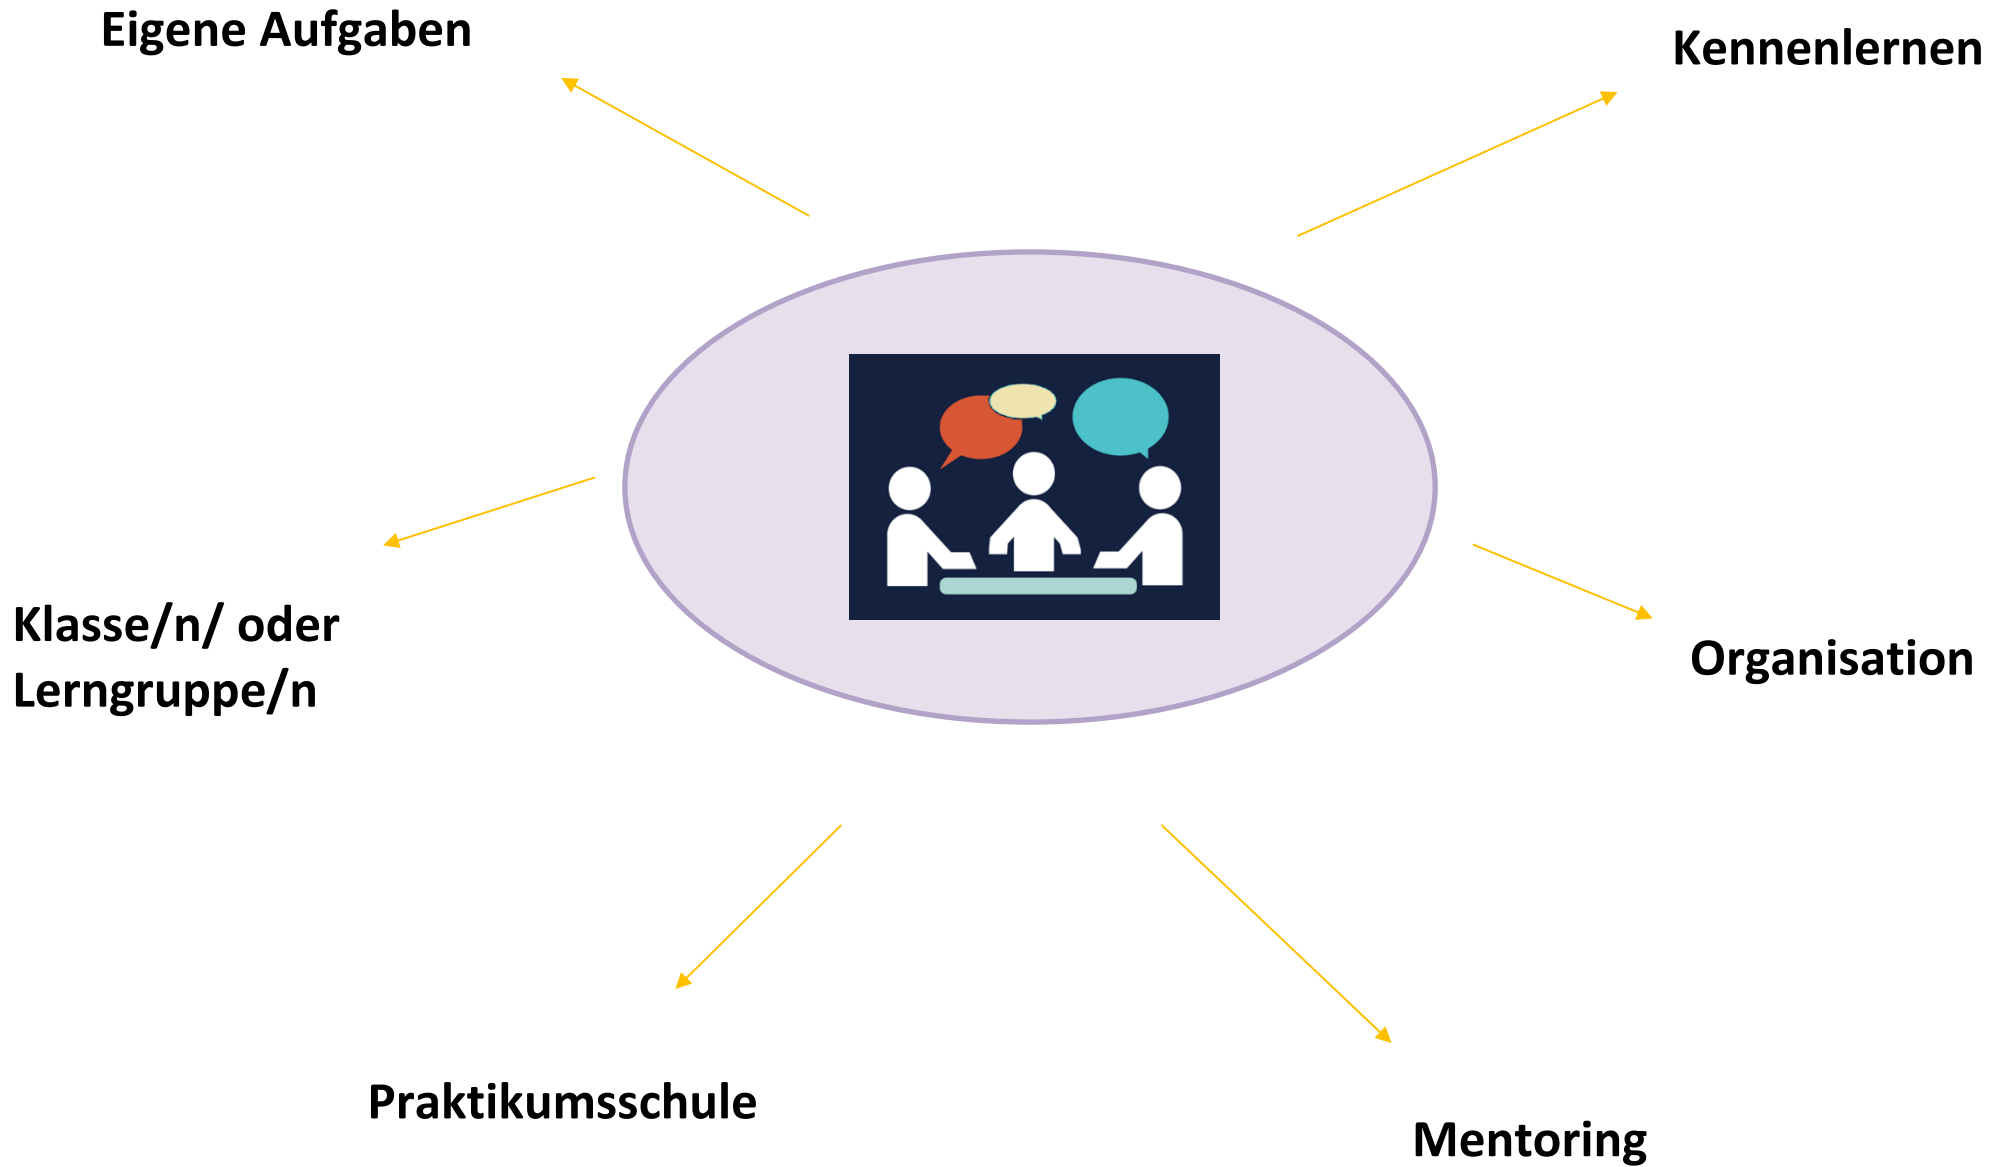 Eigene Aufgaben
Kennenlernen
Klasse/n/ oder
Lerngruppe/n
Organisation
Praktikumsschule
Mentoring